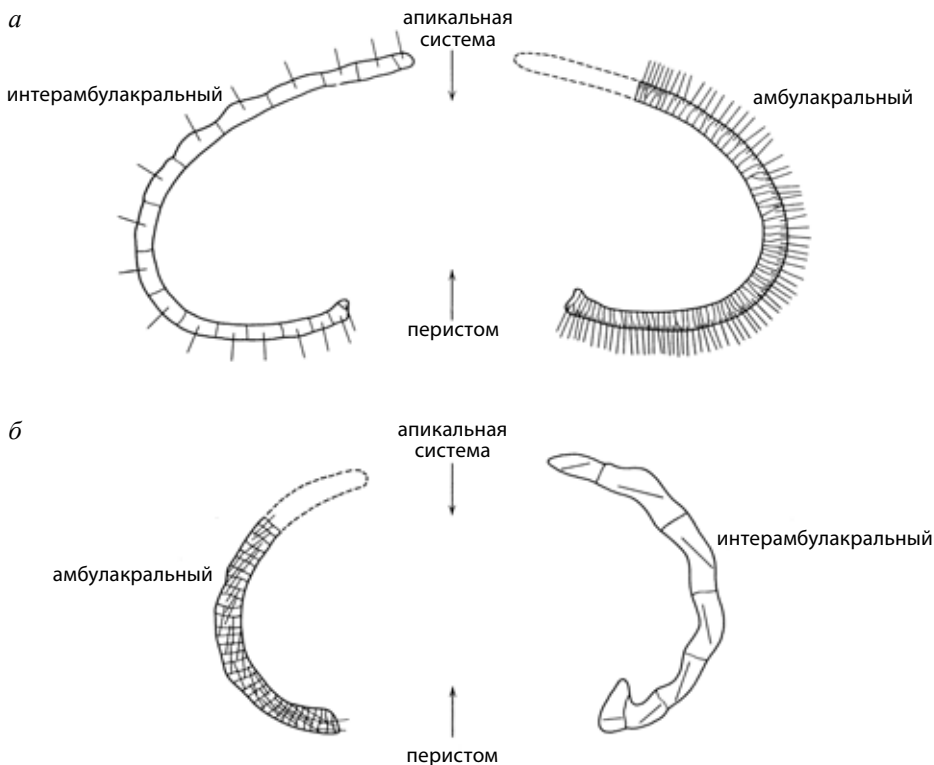 а
апикальная
система
интерамбулакральный
амбулакральный
перистом
б
апикальная
система
амбулакральный
интерамбулакральный
перистом